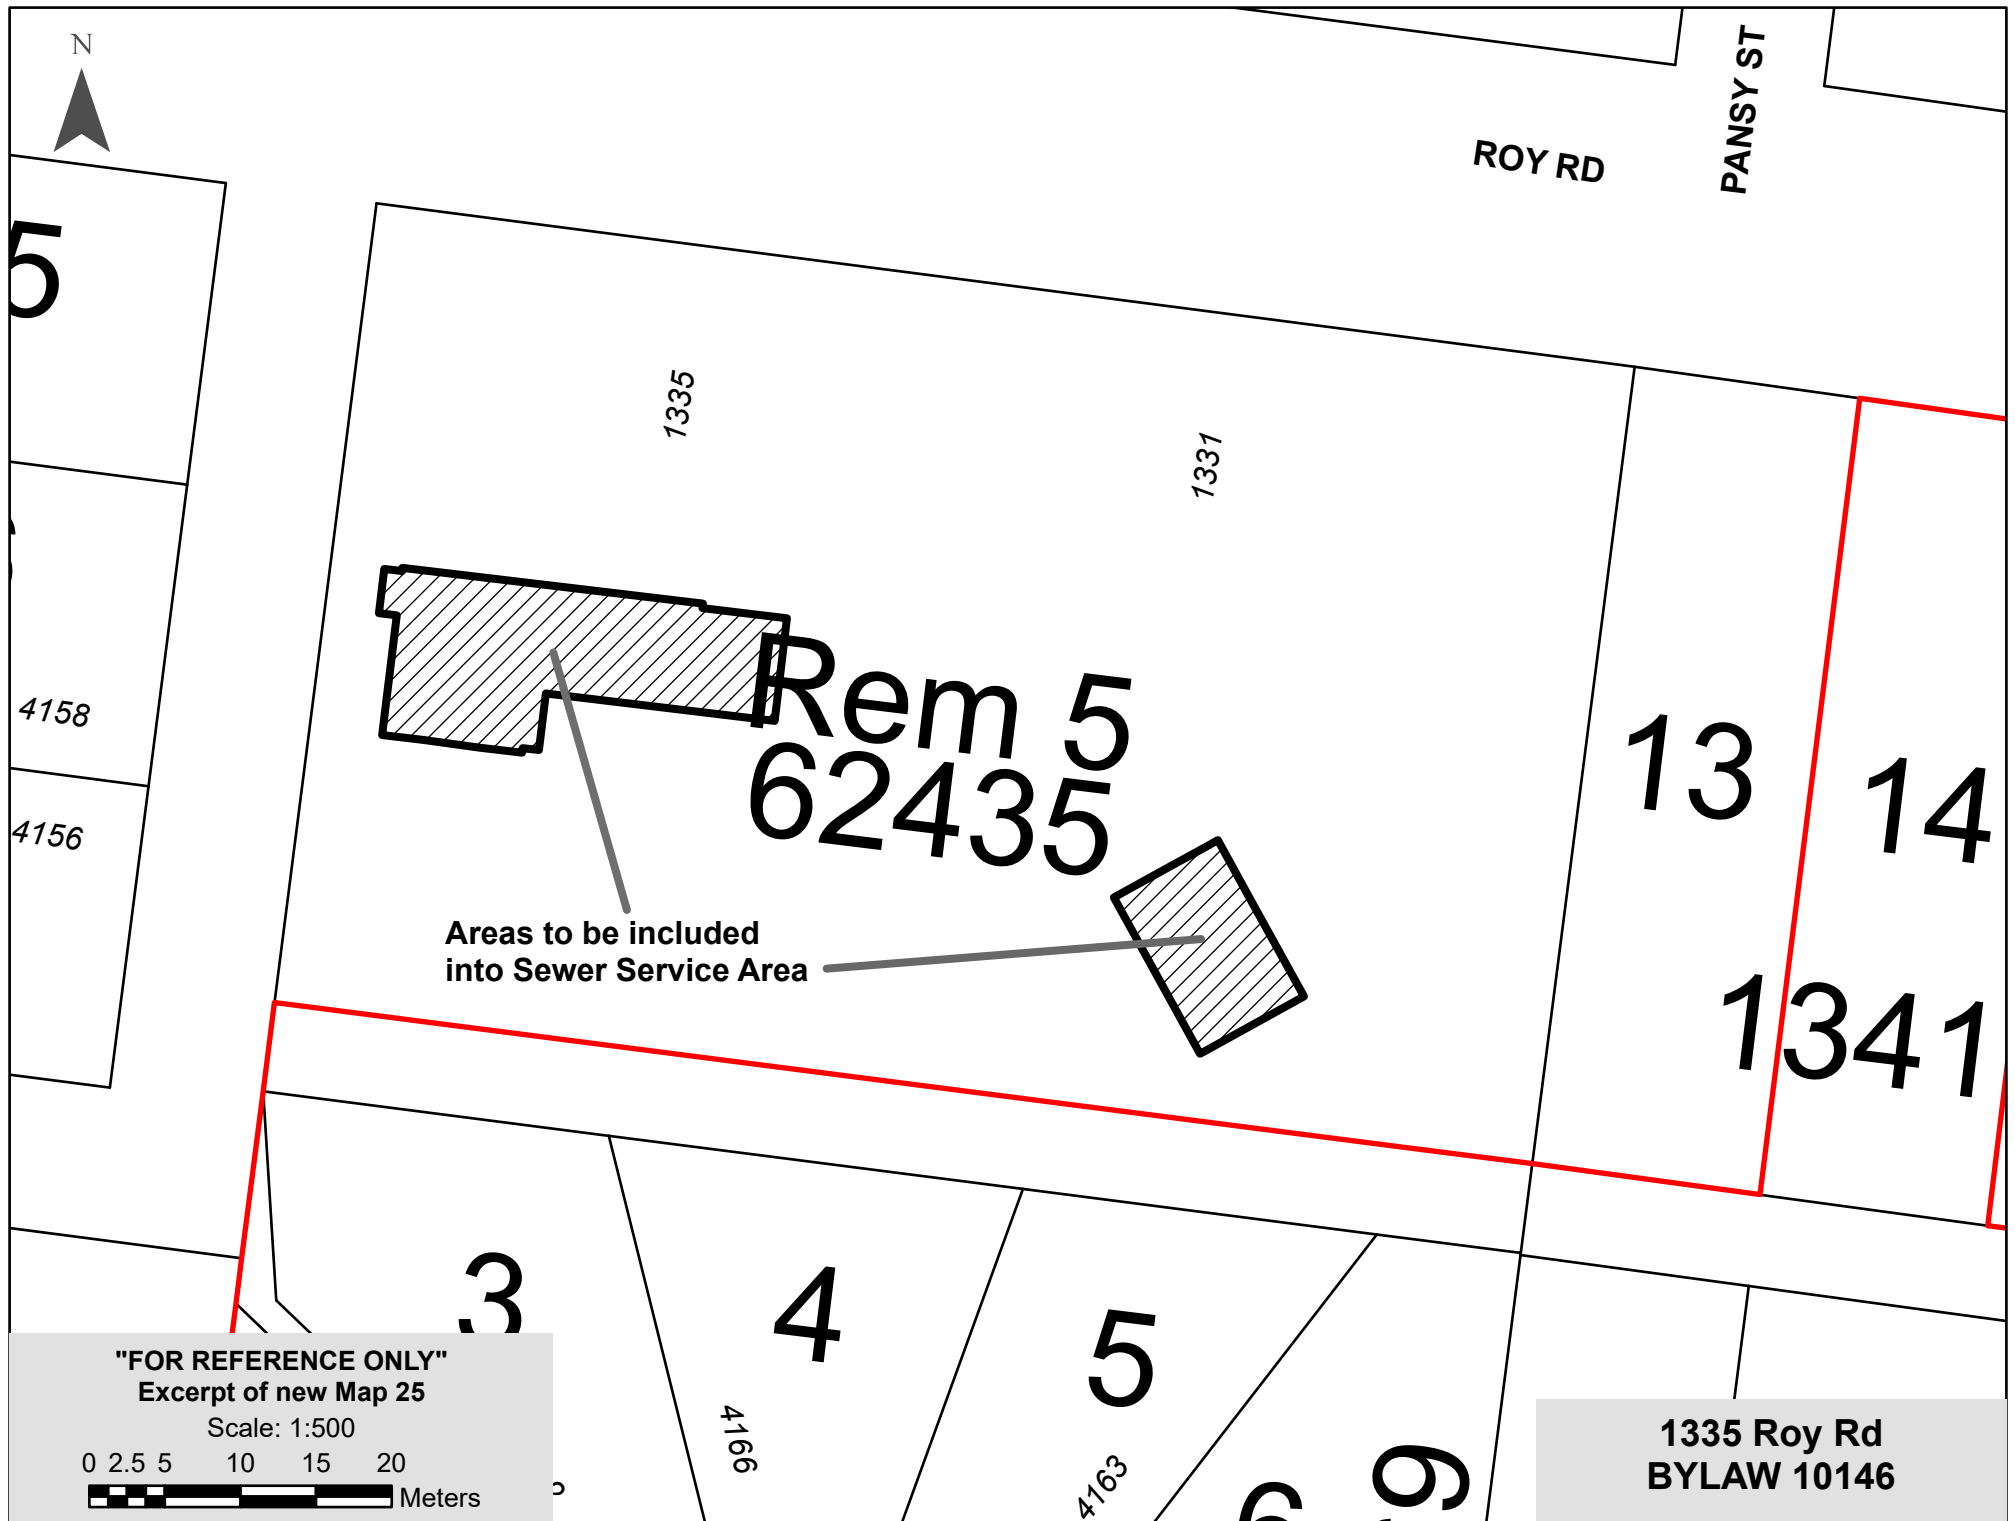 N
PANSY ST
ROY RD
5
1335
1331
Rem 5
62435
4158
4156
13
14
1341
Areas to be included
into Sewer Service Area
3
4
5
4166
4163
"FOR REFERENCE ONLY"
Excerpt of new Map 25
Scale: 1:500
0 2.5 5 10 15 20
Meters
1335 Roy Rd
BYLAW 10146